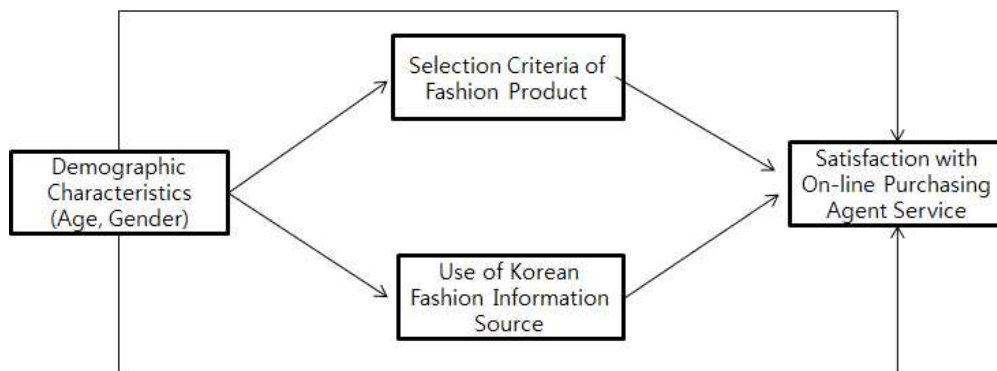 Selection Criteria of
Fashion Product
Demographic
Characteristics
(Age, Gender)
Satisfaction with
On-line Purchasing
Agent Service
Use of Korean
Fashion Information
Source